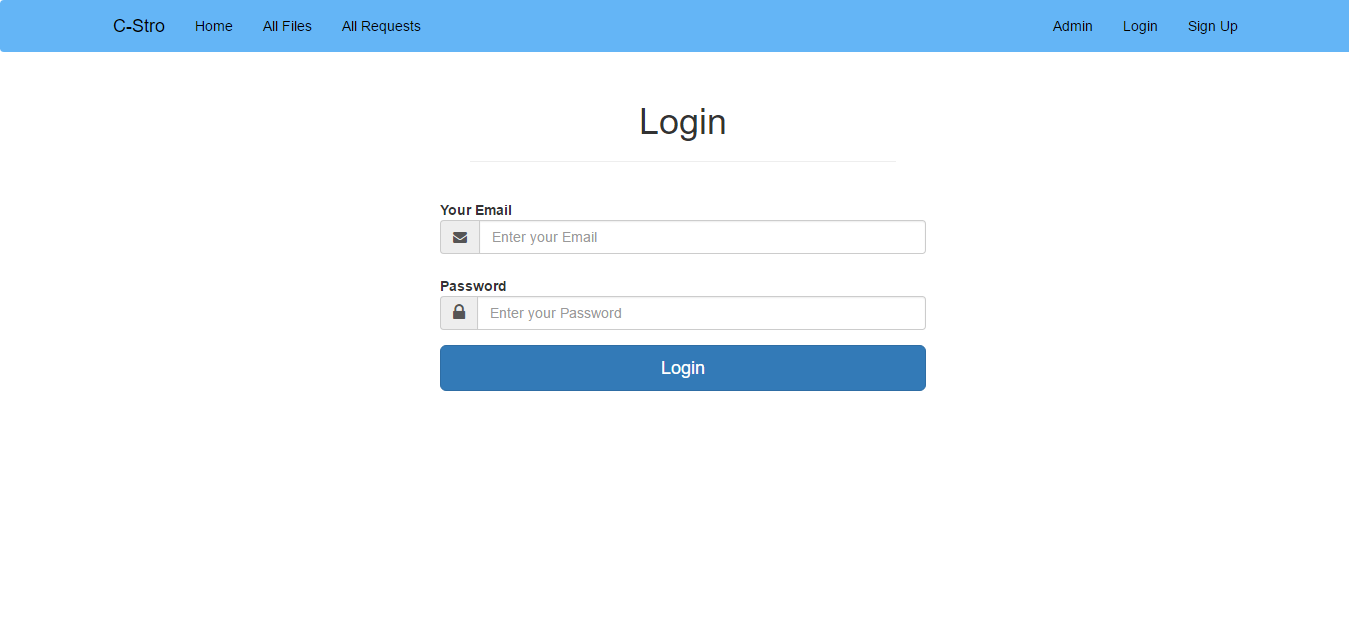 C-Stro Home All Files All Requests Admin Login Sign Up
Login
Your Email
Enter your Email
Password
Enter your Password
Login